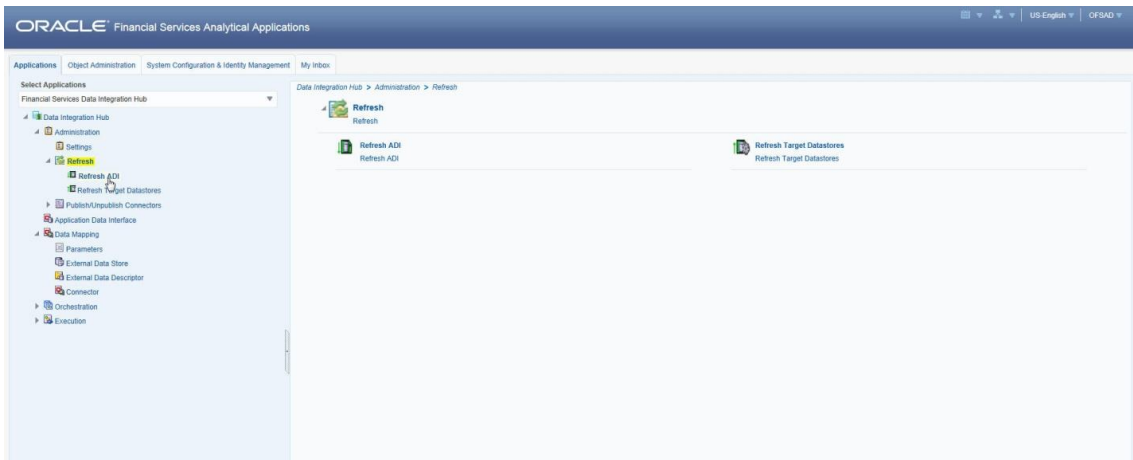 ORACLE® Financial Services Analytical Applications
US-English OFSAD
Applications Object Administration System Configuration & Identity Management My Inbox
Select Applications
Financial Services Data Integration Hub
Data Integration Hub
Administration
Settings
Refresh
Refresh ADI
Refresh Target Datastores
Publish/Unpublish Connectors
Application Data Interface
Data Mapping
Parameters
External Data Store
External Data Descriptor
Connector
Orchestration
Execution
Data Integration Hub > Administration > Refresh
Refresh
Refresh
Refresh ADI
Refresh ADI
Refresh Target Datastores
Refresh Target Datastores